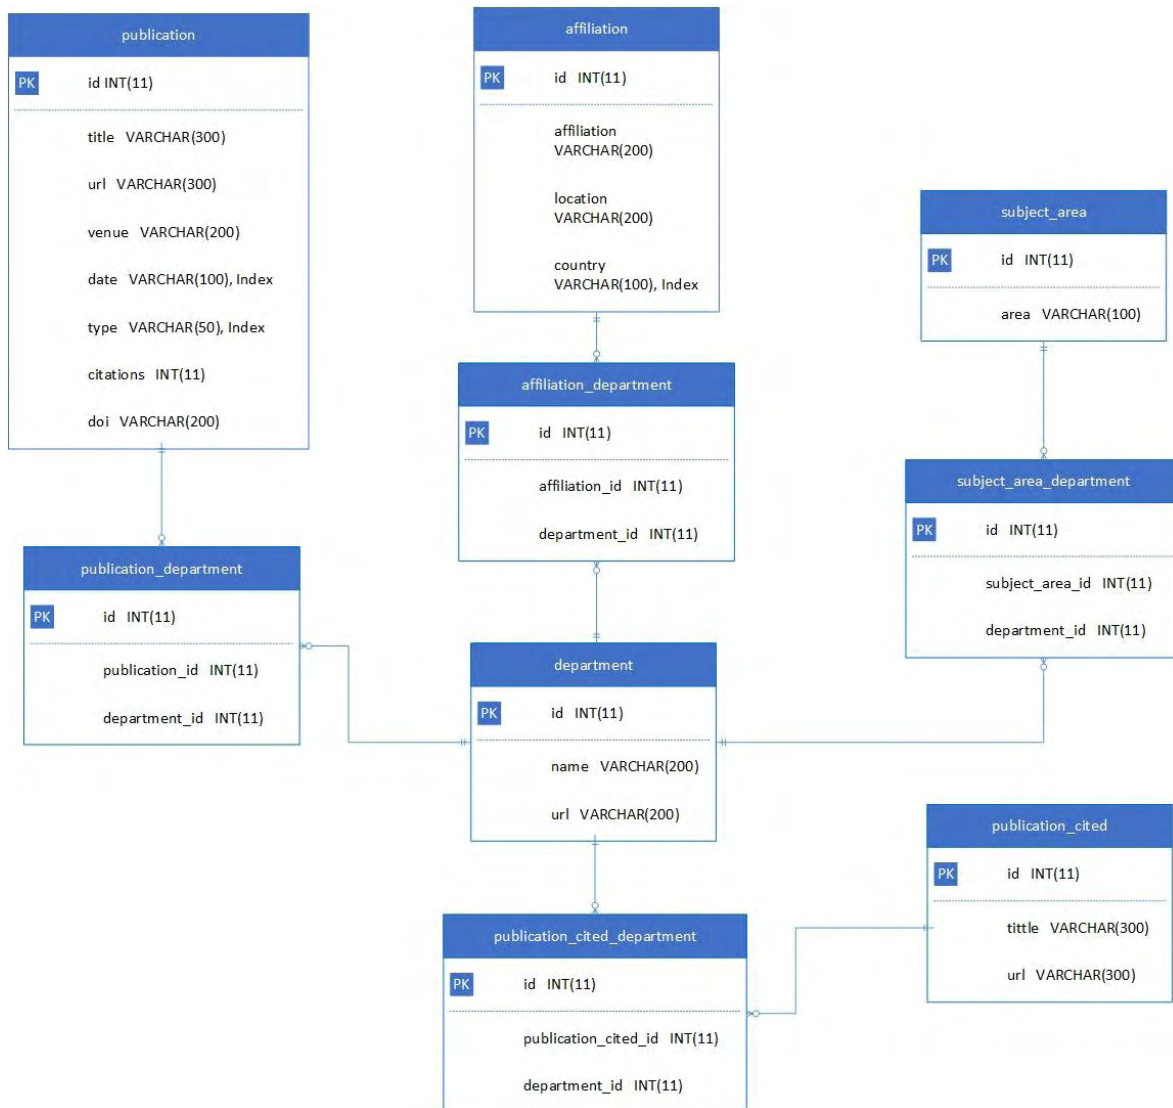 publication
PK id INT(11)
title VARCHAR(300)
url VARCHAR(300)
venue VARCHAR(200)
date VARCHAR(100), Index
type VARCHAR(50), Index
citations INT(11)
doi VARCHAR(200)
affiliation
PK id INT(11)
affiliation
VARCHAR(200)
location
VARCHAR(200)
country
VARCHAR(100), Index
subject_area
PK id INT(11)
area VARCHAR(100)
affiliation_department
PK id INT(11)
affiliation_id INT(11)
department_id INT(11)
subject_area_department
PK id INT(11)
subject_area_id INT(11)
department_id INT(11)
publication_department
PK id INT(11)
publication_id INT(11)
department_id INT(11)
department
PK id INT(11)
name VARCHAR(200)
url VARCHAR(200)
publication_cited
PK id INT(11)
tittle VARCHAR(300)
url VARCHAR(300)
publication_cited_department
PK id INT(11)
publication_cited_id INT(11)
department_id INT(11)